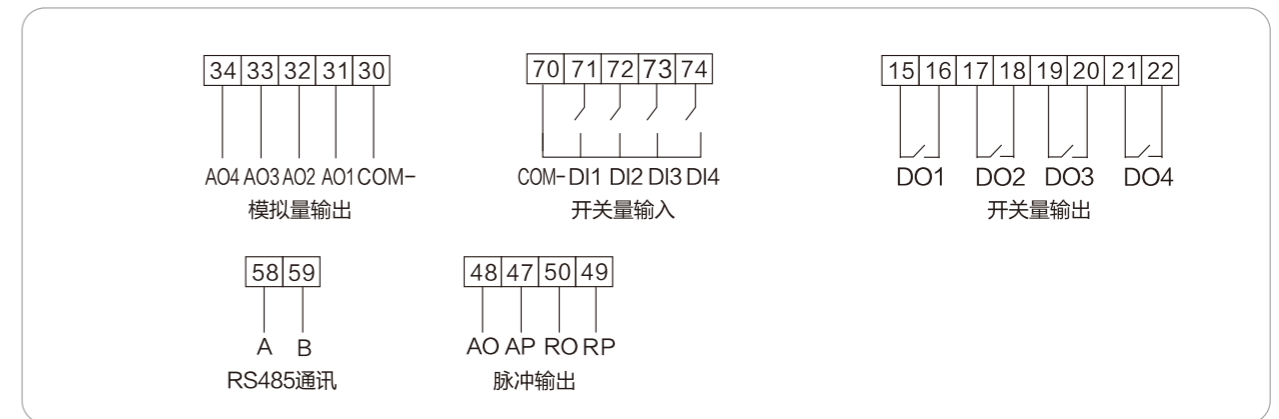 34 33 32 31 30
AO4 AO3 AO2 AO1 COM-
模拟量输出
70 71 72 73 74
COM- DI1 DI2 DI3 DI4
开关量输入
15 16 17 18 19 20 21 22
DO1 DO2 DO3 DO4
开关量输出
58 59
A B
RS485通讯
48 47 50 49
AO AP RO RP
脉冲输出